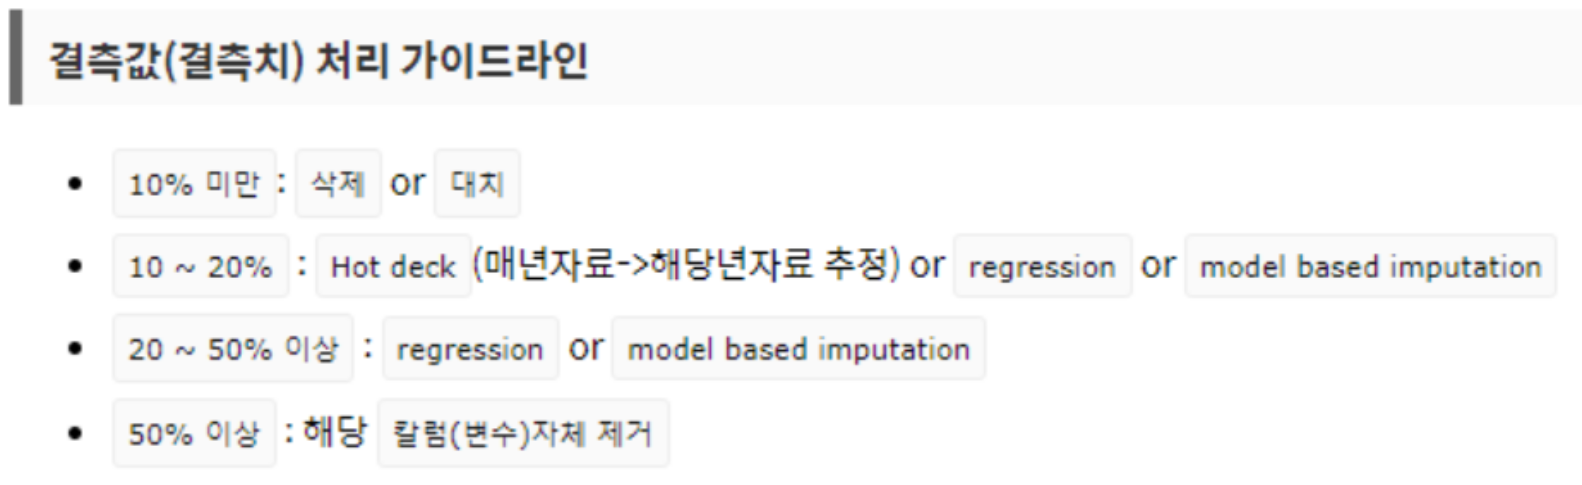 결측값(결측치) 처리 가이드라인
• 10% 미만 : 삭제 or 대치
• 10 ~ 20% : Hot deck (매년자료->해당년자료 추정) or regression or model based imputation
• 20 ~ 50% 이상 : regression or model based imputation
• 50% 이상 : 해당 칼럼(변수)자체 제거